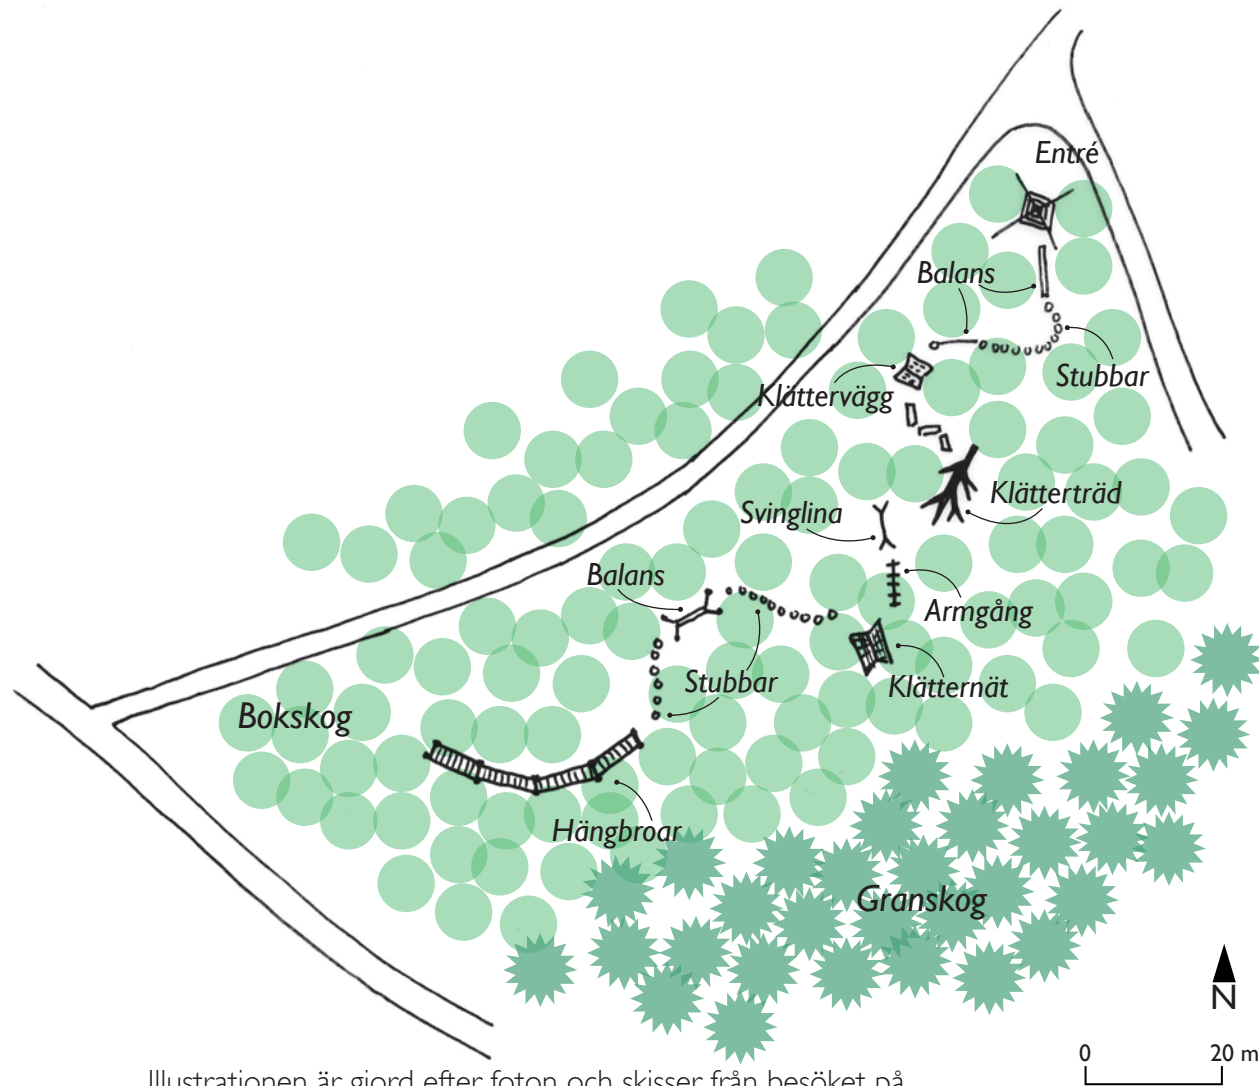 Entré
Balans
Stubbar
Klättervägg
Klätterträd
Svinglina
Balans
Armgång
Stubbar
Klätternät
Bokskog
Hängbroar
Granskog
N
0 20 m
Illustrationen är gjord efter foton och skisser från besöket på